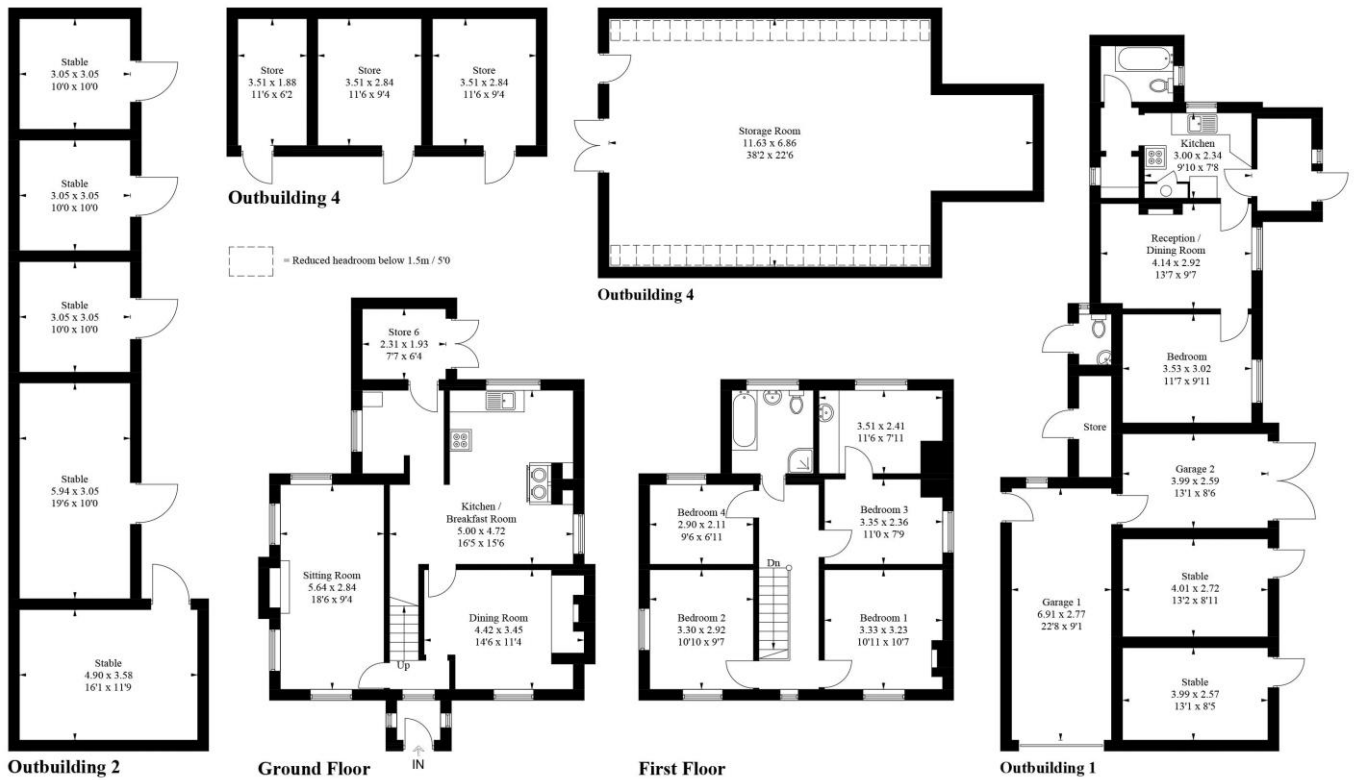 Stable
3.05 x 3.05
10'0 x 10'0
Stable
3.05 x 3.05
10'0 x 10'0
Stable
3.05 x 3.05
10'0 x 10'0
Stable
5.94 x 3.05
19'6 x 10'0
Stable
4.90 x 3.58
16'1 x 11'9
Outbuilding 2
Store
3.51 x 1.88
11'6 x 6'2
Store
3.51 x 2.84
11'6 x 9'4
Store
3.51 x 2.84
11'6 x 9'4
Outbuilding 4
= Reduced headroom below 1.5m / 5'0
Storage Room
11.63 x 6.86
38'2 x 22'6
Outbuilding 4
Store 6
2.31 x 1.93
7'7 x 6'4
Kitchen /
Breakfast Room
5.00 x 4.72
16'5 x 15'6
Sitting Room
5.64 x 2.84
18'6 x 9'4
Dining Room
4.42 x 3.45
14'6 x 11'4
Up
IN
Ground Floor
3.51 x 2.41
11'6 x 7'11
Bedroom 4
2.90 x 2.11
9'6 x 6'11
Bedroom 3
3.35 x 2.36
11'0 x 7'9
Dn
Bedroom 2
3.30 x 2.92
10'10 x 9'7
Bedroom 1
3.33 x 3.23
10'11 x 10'7
First Floor
Kitchen
3.00 x 2.34
9'10 x 7'8
Reception /
Dining Room
4.14 x 2.92
13'7 x 9'7
Bedroom
3.53 x 3.02
11'7 x 9'11
Store
Garage 2
3.99 x 2.59
13'1 x 8'6
Garage 1
6.91 x 2.77
22'8 x 9'1
Stable
4.01 x 2.72
13'2 x 8'11
Stable
3.99 x 2.57
13'1 x 8'5
Outbuilding 1